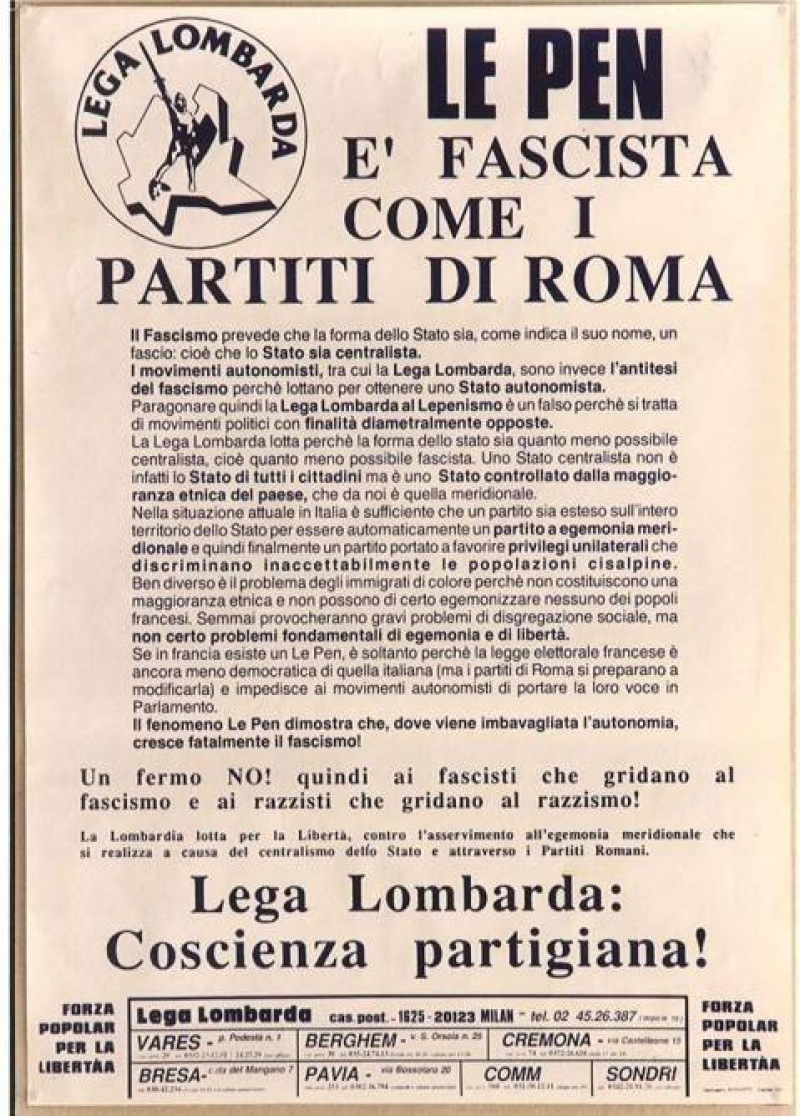 LEGA LOMBARDA
LE PEN
E' FASCISTA
COME I
PARTITI DI ROMA
Il Fascismo prevede che la forma dello Stato sia, come indica il suo nome, un
fascio: cioè che lo Stato sia centralista.
I movimenti autonomisti, tra cui la Lega Lombarda, sono invece l'antitesi
del fascismo perchè lottano per ottenere uno Stato autonomista.
Paragonare quindi la Lega Lombarda al Lepenismo è un falso perchè si tratta
di movimenti politici con finalità diametralmente opposte.
La Lega Lombarda lotta perchè la forma dello stato sia quanto meno possibile
centralista, cioè quanto meno possibile fascista. Uno Stato centralista non è
infatti lo Stato di tutti i cittadini ma è uno Stato controllato dalla maggio-
ranza etnica del paese, che da noi è quella meridionale.
Nella situazione attuale in Italia è sufficiente che un partito sia esteso sull'intero
territorio dello Stato per essere automaticamente un partito a egemonia meri-
dionale e quindi finalmente un partito portato a favorire privilegi unilaterali che
discriminano inaccettabilmente le popolazioni cisalpine.
Ben diverso è il problema degli immigrati di colore perchè non costituiscono una
maggioranza etnica e non possono di certo egemonizzare nessuno dei popoli
francesi. Semmai provocheranno gravi problemi di disgregazione sociale, ma
non certo problemi fondamentali di egemonia e di libertà.
Se in francia esiste un Le Pen, è soltanto perchè la legge elettorale francese è
ancora meno democratica di quella italiana (ma i partiti di Roma si preparano a
modificarla) e impedisce ai movimenti autonomisti di portare la loro voce in
Parlamento.
Il fenomeno Le Pen dimostra che, dove viene imbavagliata l'autonomia,
cresce fatalmente il fascismo!
Un fermo NO! quindi ai fascisti che gridano al
fascismo e ai razzisti che gridano al razzismo!
La Lombardia lotta per la Libertà, contro l'asservimento all'egemonia meridionale che
si realizza a causa del centralismo dello Stato e attraverso i Partiti Romani.
Lega Lombarda:
Coscienza partigiana!
FORZA
POPOLAR
PER LA
LIBERTÀA
Lega Lombarda cas. post. - 1625 - 20123 MILAN - tel. 02 45.26.387
VARES - p. Podestà n. 1
BERGHEM - v. S. Orsola n. 25
CREMONA - via Castelleone 15
BRESA - c.da del Mangano 7
PAVIA - via Bossolaro 20
COMM
SONDRI
FORZA
POPOLAR
PER LA
LIBERTÀA